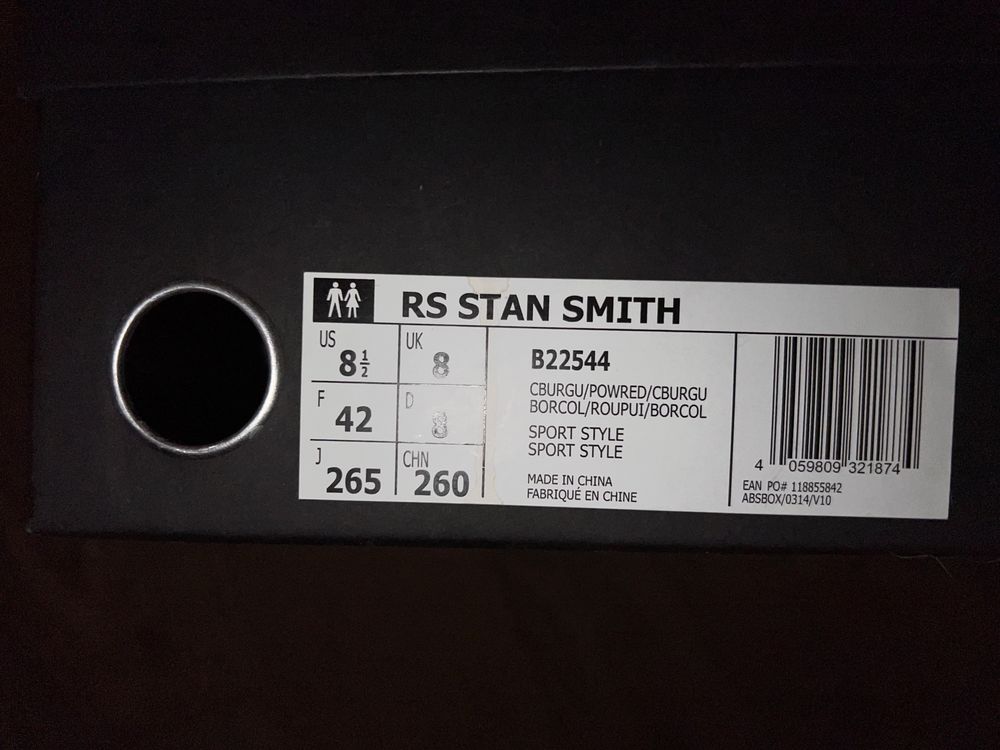 RS STAN SMITH
US 8½
UK 8
F 42
D 8
J 265
CHN 260
B22544
CBURGU/POWRED/CBURGU
BORCOL/ROUPUI/BORCOL
SPORT STYLE
SPORT STYLE
MADE IN CHINA
FABRIQUÉ EN CHINE
4 059809 321874
EAN PO# 118855842
ABSBOX/0314/V10